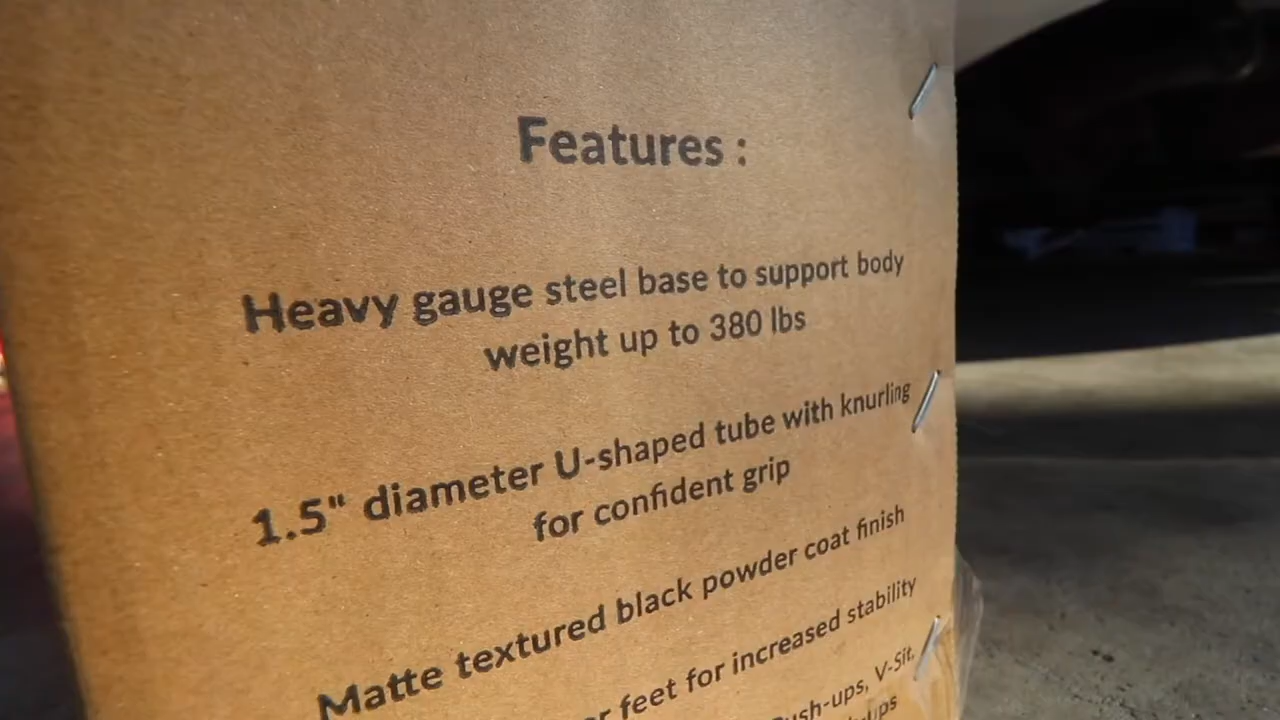 Features :
Heavy gauge steel base to support body
weight up to 380 lbs
1.5" diameter U-shaped tube with knurling
for confident grip
Matte textured black powder coat finish
feet for increased stability
V-Sit,